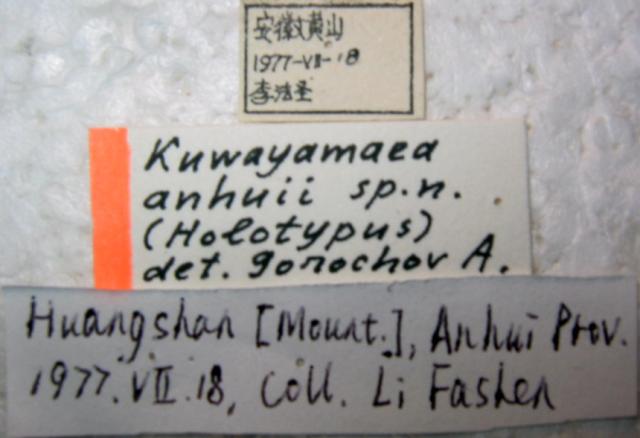 安徽黄山
1977-VII-18
李法圣
Kuwayamaea
anhuii sp.n.
(Holotypus)
det. Gorochov A.
Huangshan [Mount.], Anhui Prov.
1977.VII.18, Coll. Li Fashen